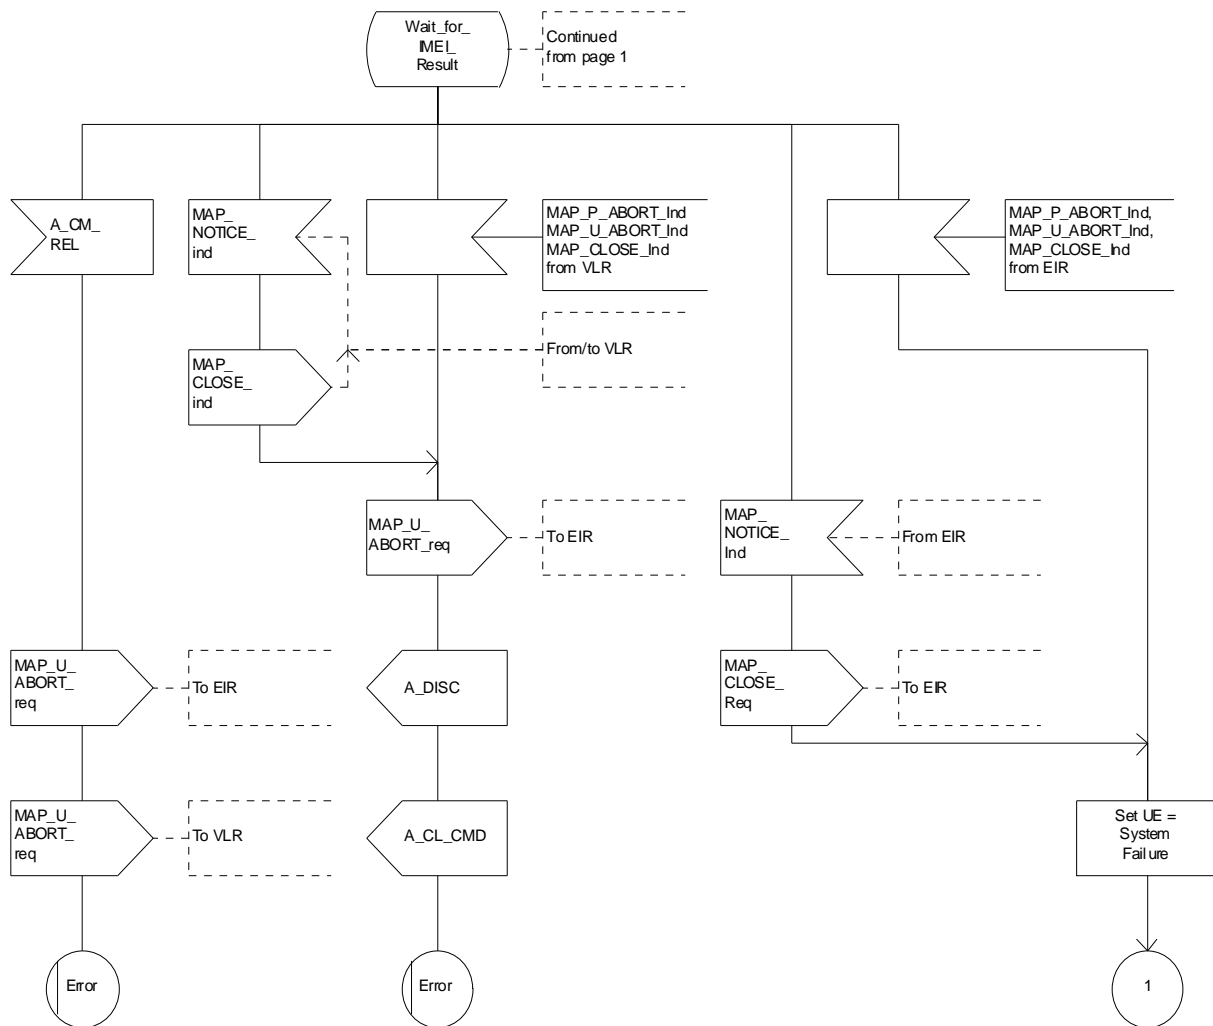 Wait_for_
IMEI_
Result
Continued
from page 1
A_CM_
REL
MAP_
NOTICE_
ind
MAP_P_ABORT_Ind
MAP_U_ABORT_Ind
MAP_CLOSE_Ind
from VLR
MAP_P_ABORT_Ind,
MAP_U_ABORT_Ind,
MAP_CLOSE_Ind
from EIR
MAP_
CLOSE_
ind
From/to VLR
MAP_U_
ABORT_req
To EIR
MAP_
NOTICE_
Ind
From EIR
MAP_U_
ABORT_
req
To EIR
A_DISC
MAP_
CLOSE_
Req
To EIR
MAP_U_
ABORT_
req
To VLR
A_CL_CMD
Set UE =
System
Failure
Error
Error
1